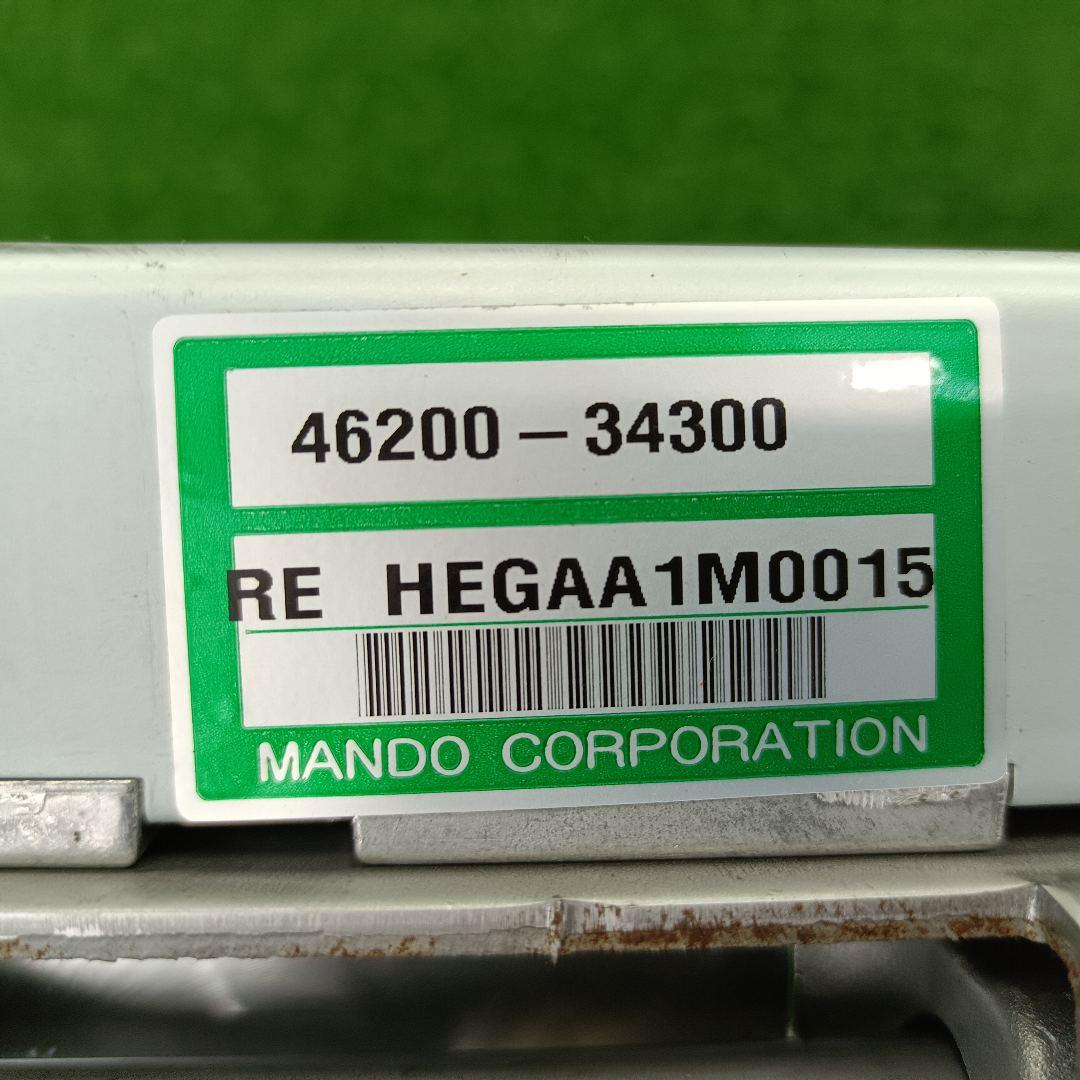 46200-34300
RE HEGAA1M0015
MANDO CORPORATION